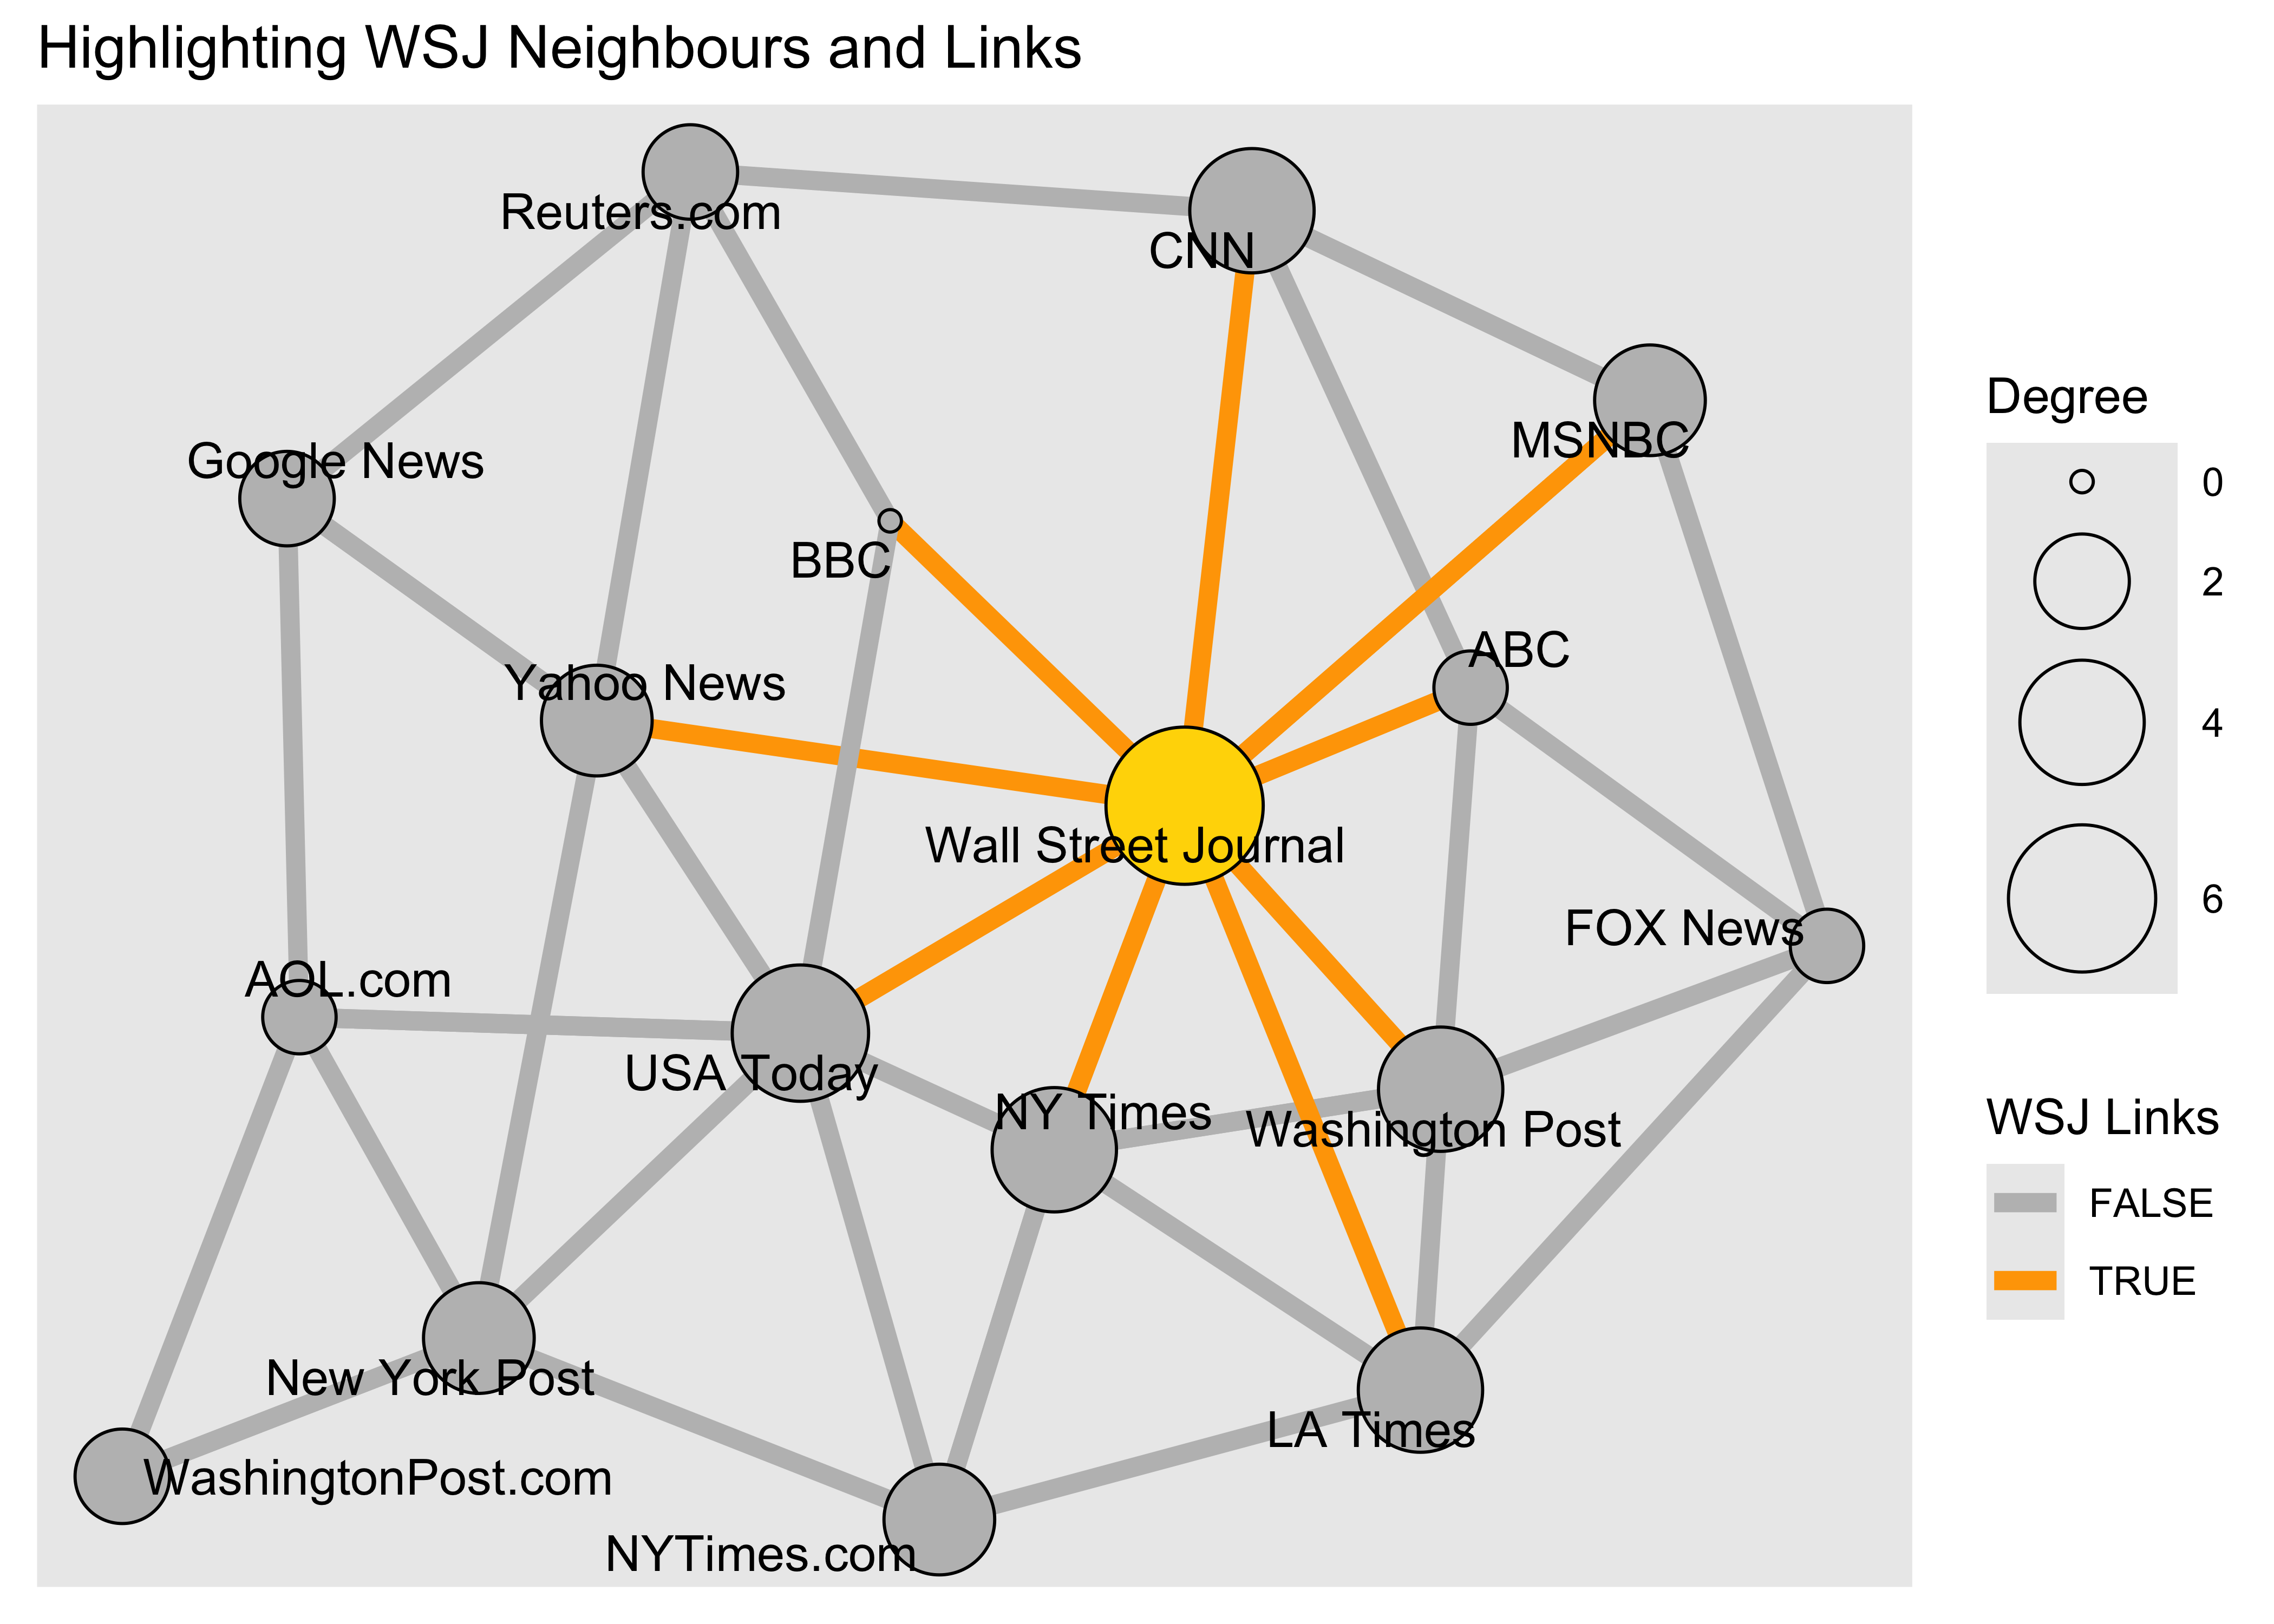 Highlighting WSJ Neighbours and Links
Reuters.com
CNN
MSNBC
Google News
BBC
ABC
Yahoo News
Wall Street Journal
FOX News
AOL.com
USA Today
NY Times
Washington Post
New York Post
LA Times
WashingtonPost.com
NYTimes.com
Degree
0
2
4
6
WSJ Links
FALSE
TRUE